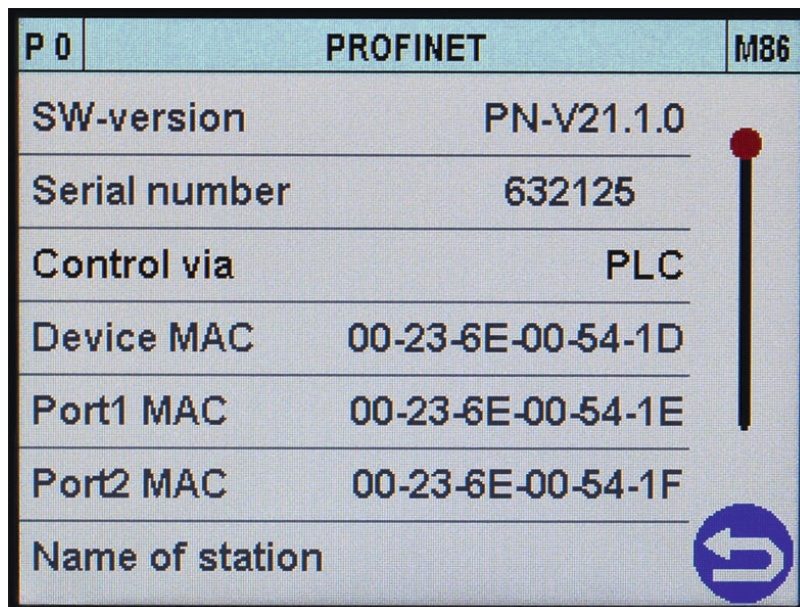 P 0 PROFINET M86
SW-version PN-V21.1.0
Serial number 632125
Control via PLC
Device MAC 00-23-6E-00-54-1D
Port1 MAC 00-23-6E-00-54-1E
Port2 MAC 00-23-6E-00-54-1F
Name of station